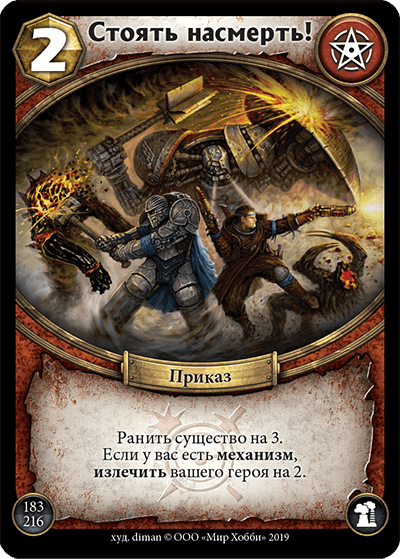 2
Стоять насмерть!
Приказ
Ранить существо на 3.
Если у вас есть механизм,
излечить вашего героя на 2.
183
216
худ. diman © ООО «Мир Хобби» 2019